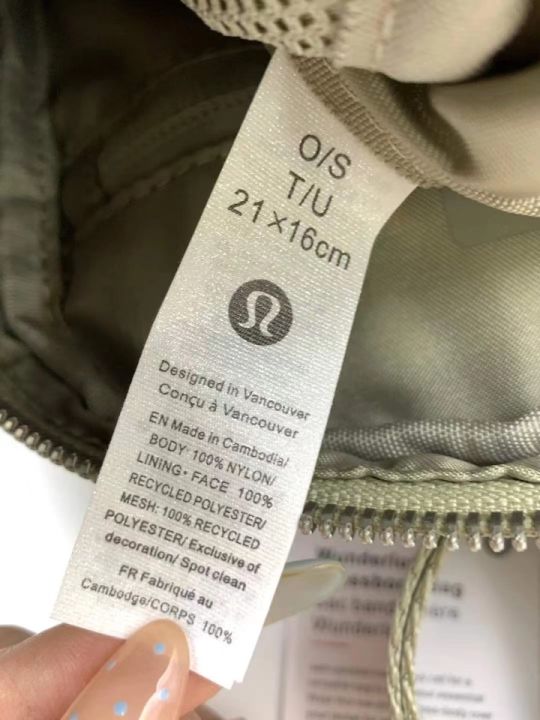 O/S
T/U
21×16cm
Designed in Vancouver
Conçu à Vancouver
EN Made in Cambodia/
BODY: 100% NYLON/
LINING• FACE 100%
RECYCLED POLYESTER/
MESH: 100% RECYCLED
POLYESTER/ Exclusive of
decoration/ Spot clean
FR Fabriqué au
Cambodge/CORPS 100%
Wunderlust